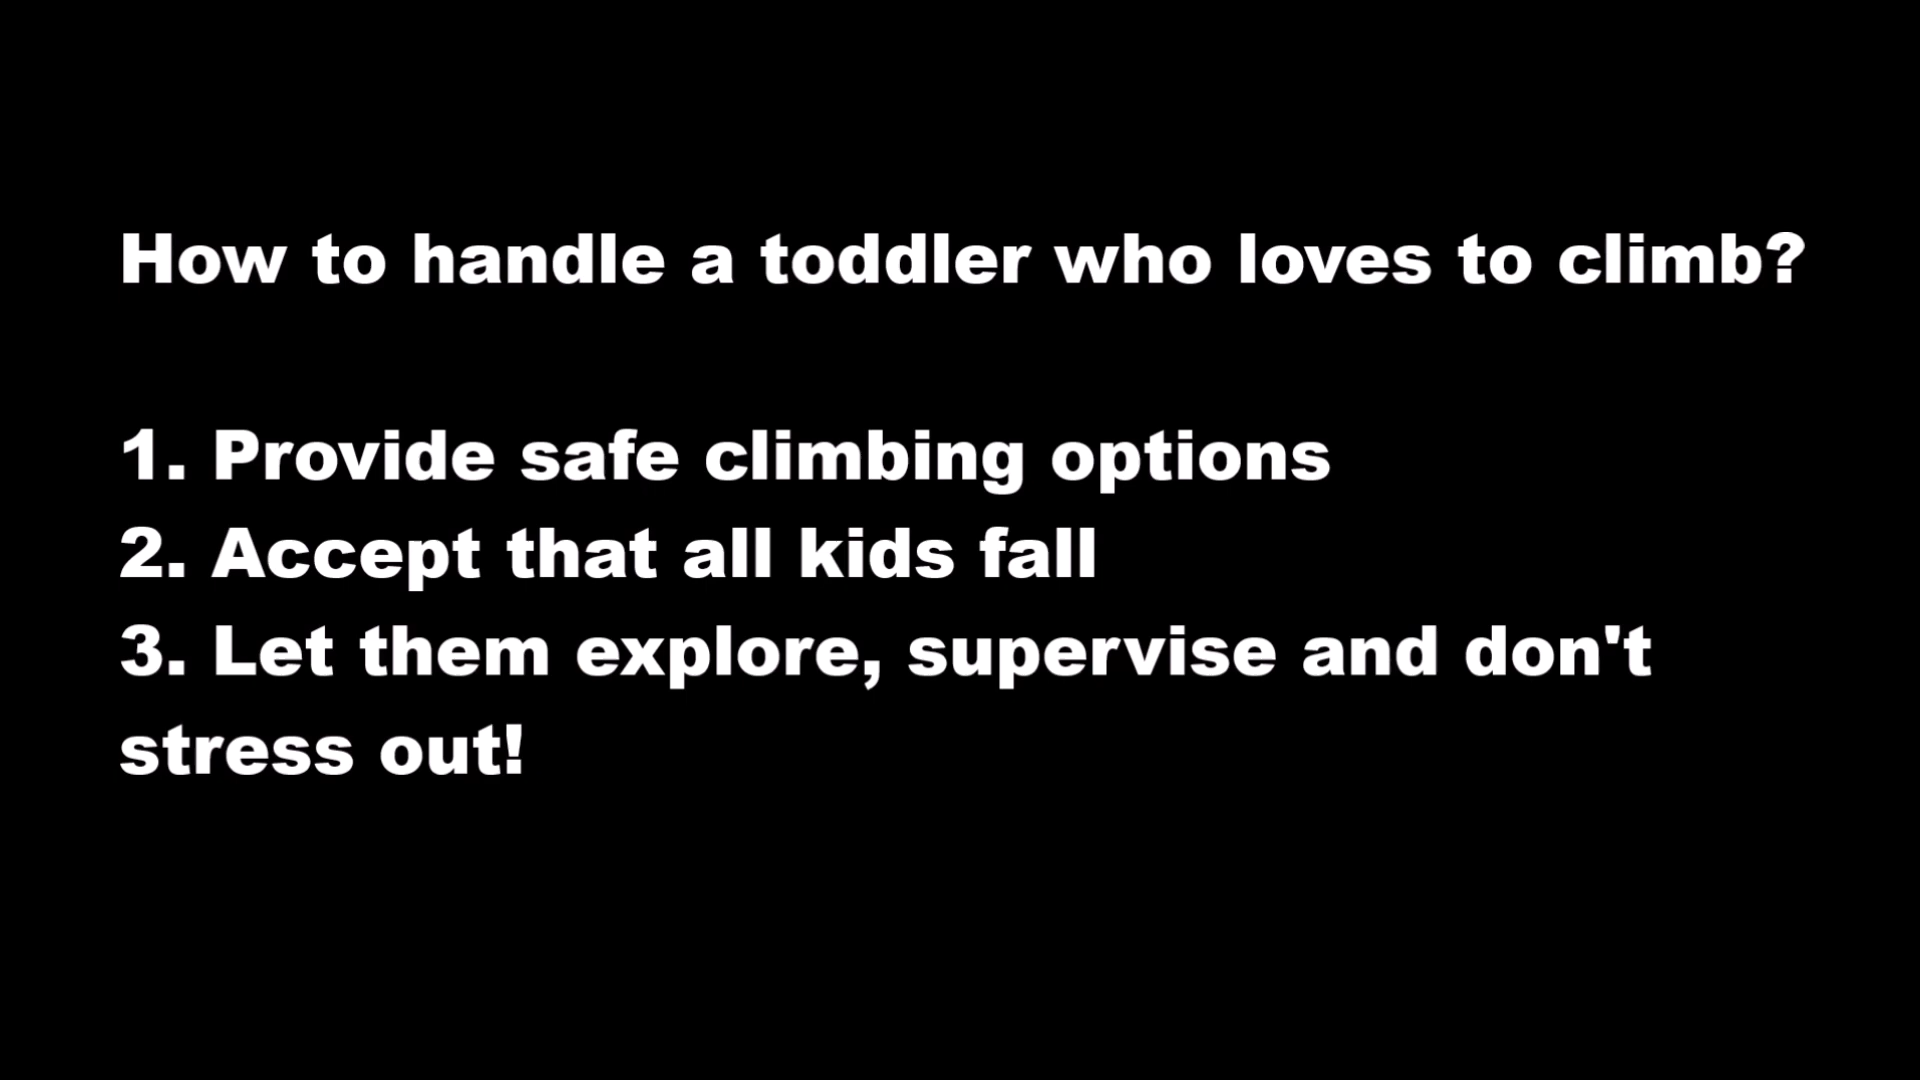 How to handle a toddler who loves to climb?
1. Provide safe climbing options
2. Accept that all kids fall
3. Let them explore, supervise and don't
stress out!